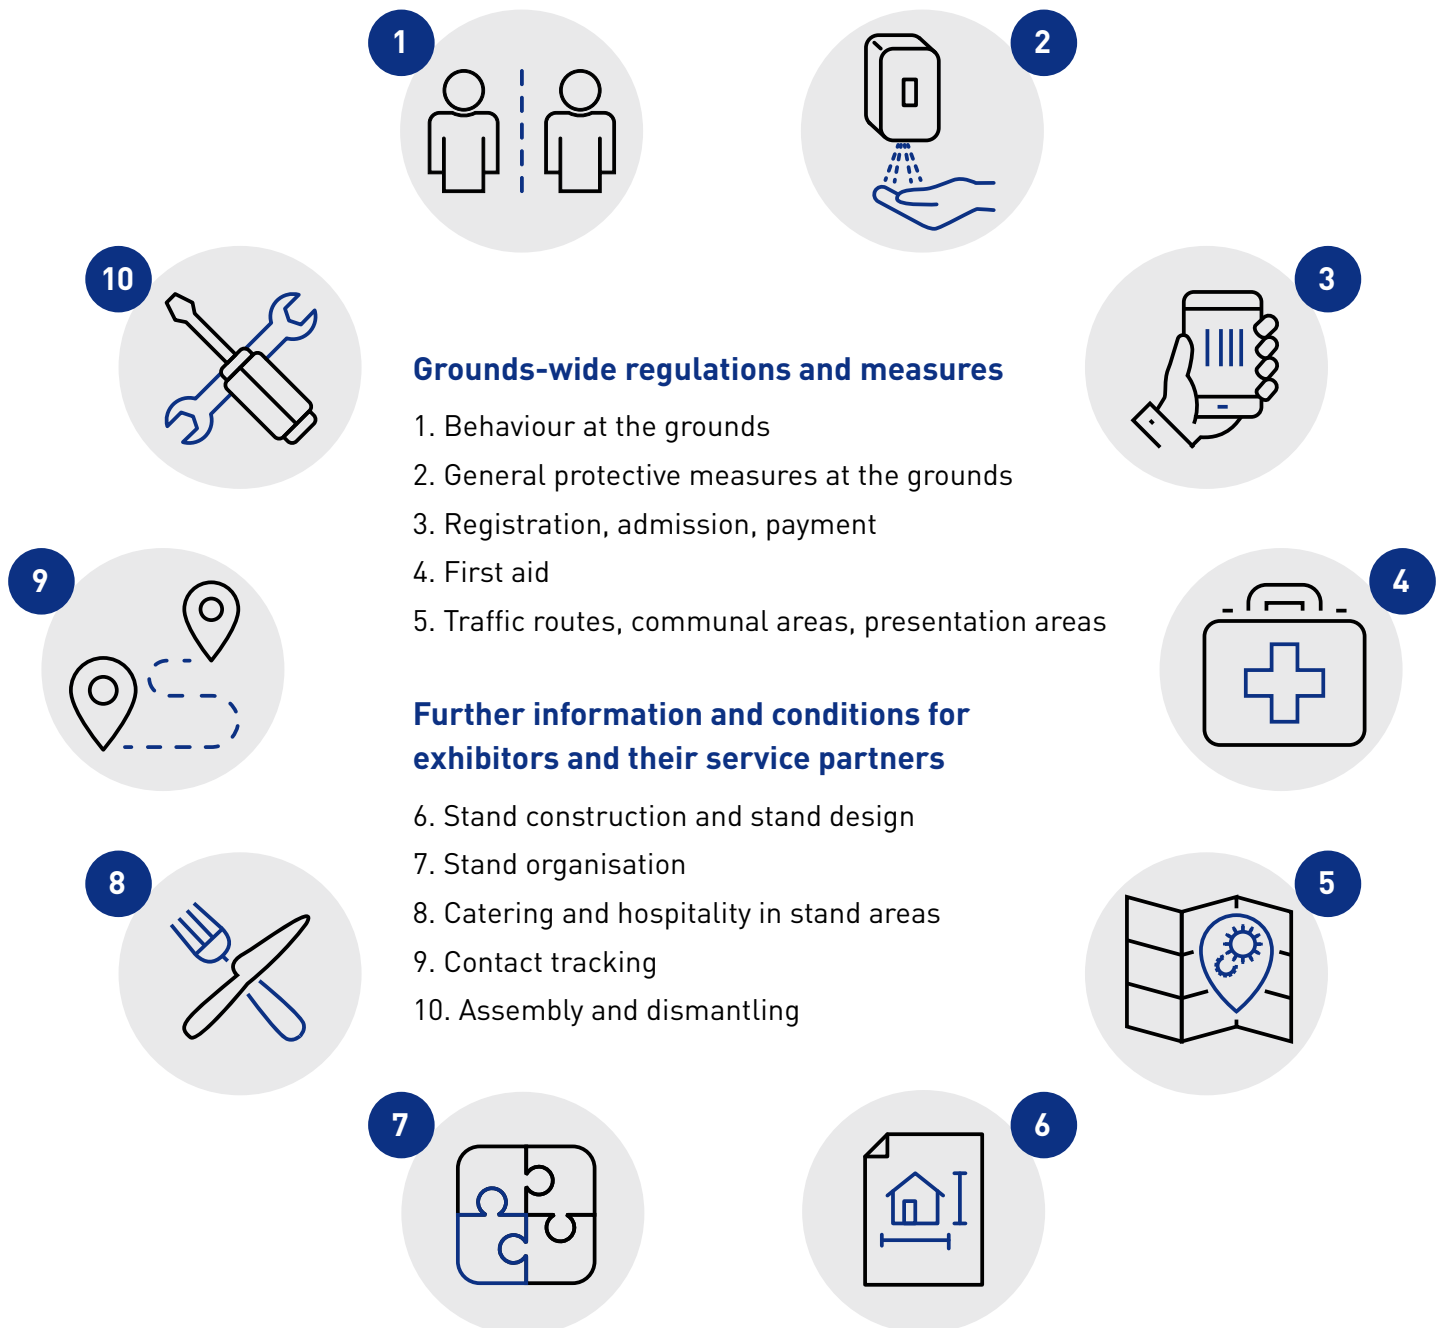 1
2
10
3
Grounds-wide regulations and measures
1. Behaviour at the grounds
2. General protective measures at the grounds
3. Registration, admission, payment
4. First aid
5. Traffic routes, communal areas, presentation areas
9
4
Further information and conditions for
exhibitors and their service partners
6. Stand construction and stand design
7. Stand organisation
8. Catering and hospitality in stand areas
9. Contact tracking
10. Assembly and dismantling
8
5
7
6